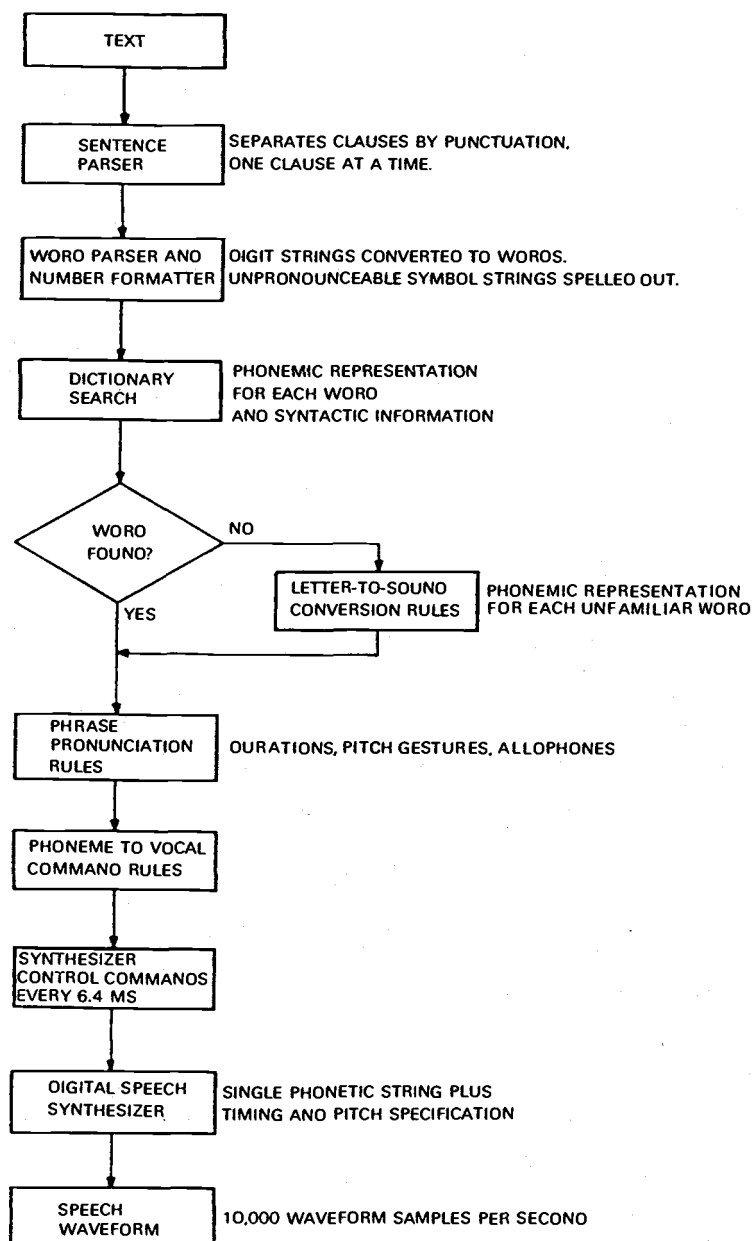 TEXT
SENTENCE
PARSER
SEPARATES CLAUSES BY PUNCTUATION,
ONE CLAUSE AT A TIME.
WORO PARSER AND
NUMBER FORMATTER
OIGIT STRINGS CONVERTEO TO WOROS.
UNPRONOUNCEABLE SYMBOL STRINGS SPELLEO OUT.
DICTIONARY
SEARCH
PHONEMIC REPRESENTATION
FOR EACH WORO
AND SYNTACTIC INFORMATION
WORO
FOUNO?
NO
YES
LETTER-TO-SOUNO
CONVERSION RULES
PHONEMIC REPRESENTATION
FOR EACH UNFAMILIAR WORO
PHRASE
PRONUNCIATION
RULES
OURATIONS, PITCH GESTURES, ALLOPHONES
PHONEME TO VOCAL
COMMANO RULES
SYNTHESIZER
CONTROL COMMANOS
EVERY 6.4 MS
OIGITAL SPEECH
SYNTHESIZER
SINGLE PHONETIC STRING PLUS
TIMING AND PITCH SPECIFICATION
SPEECH
WAVEFORM
10,000 WAVEFORM SAMPLES PER SECOND